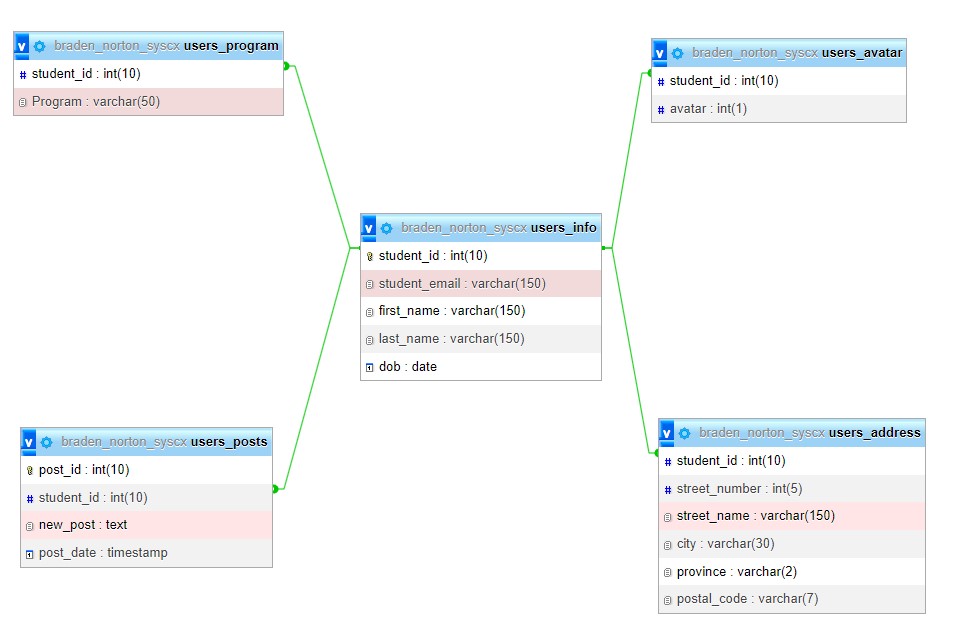 v braden_norton_syscx users_program
# student_id : int(10)
Program : varchar(50)
v braden_norton_syscx users_avatar
# student_id : int(10)
# avatar : int(1)
v braden_norton_syscx users_info
student_id : int(10)
student_email : varchar(150)
first_name : varchar(150)
last_name : varchar(150)
dob : date
v braden_norton_syscx users_posts
post_id : int(10)
# student_id : int(10)
new_post : text
post_date : timestamp
v braden_norton_syscx users_address
# student_id : int(10)
# street_number : int(5)
street_name : varchar(150)
city : varchar(30)
province : varchar(2)
postal_code : varchar(7)